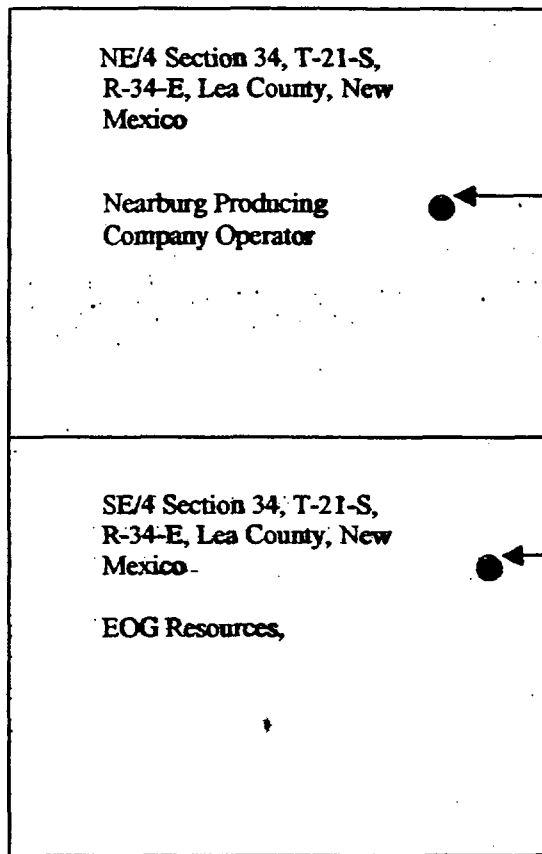 NE/4 Section 34, T-21-S,
R-34-E, Lea County, New
Mexico
Nearburg Producing
Company Operator
SE/4 Section 34, T-21-S,
R-34-E, Lea County, New
Mexico
EOG Resources,